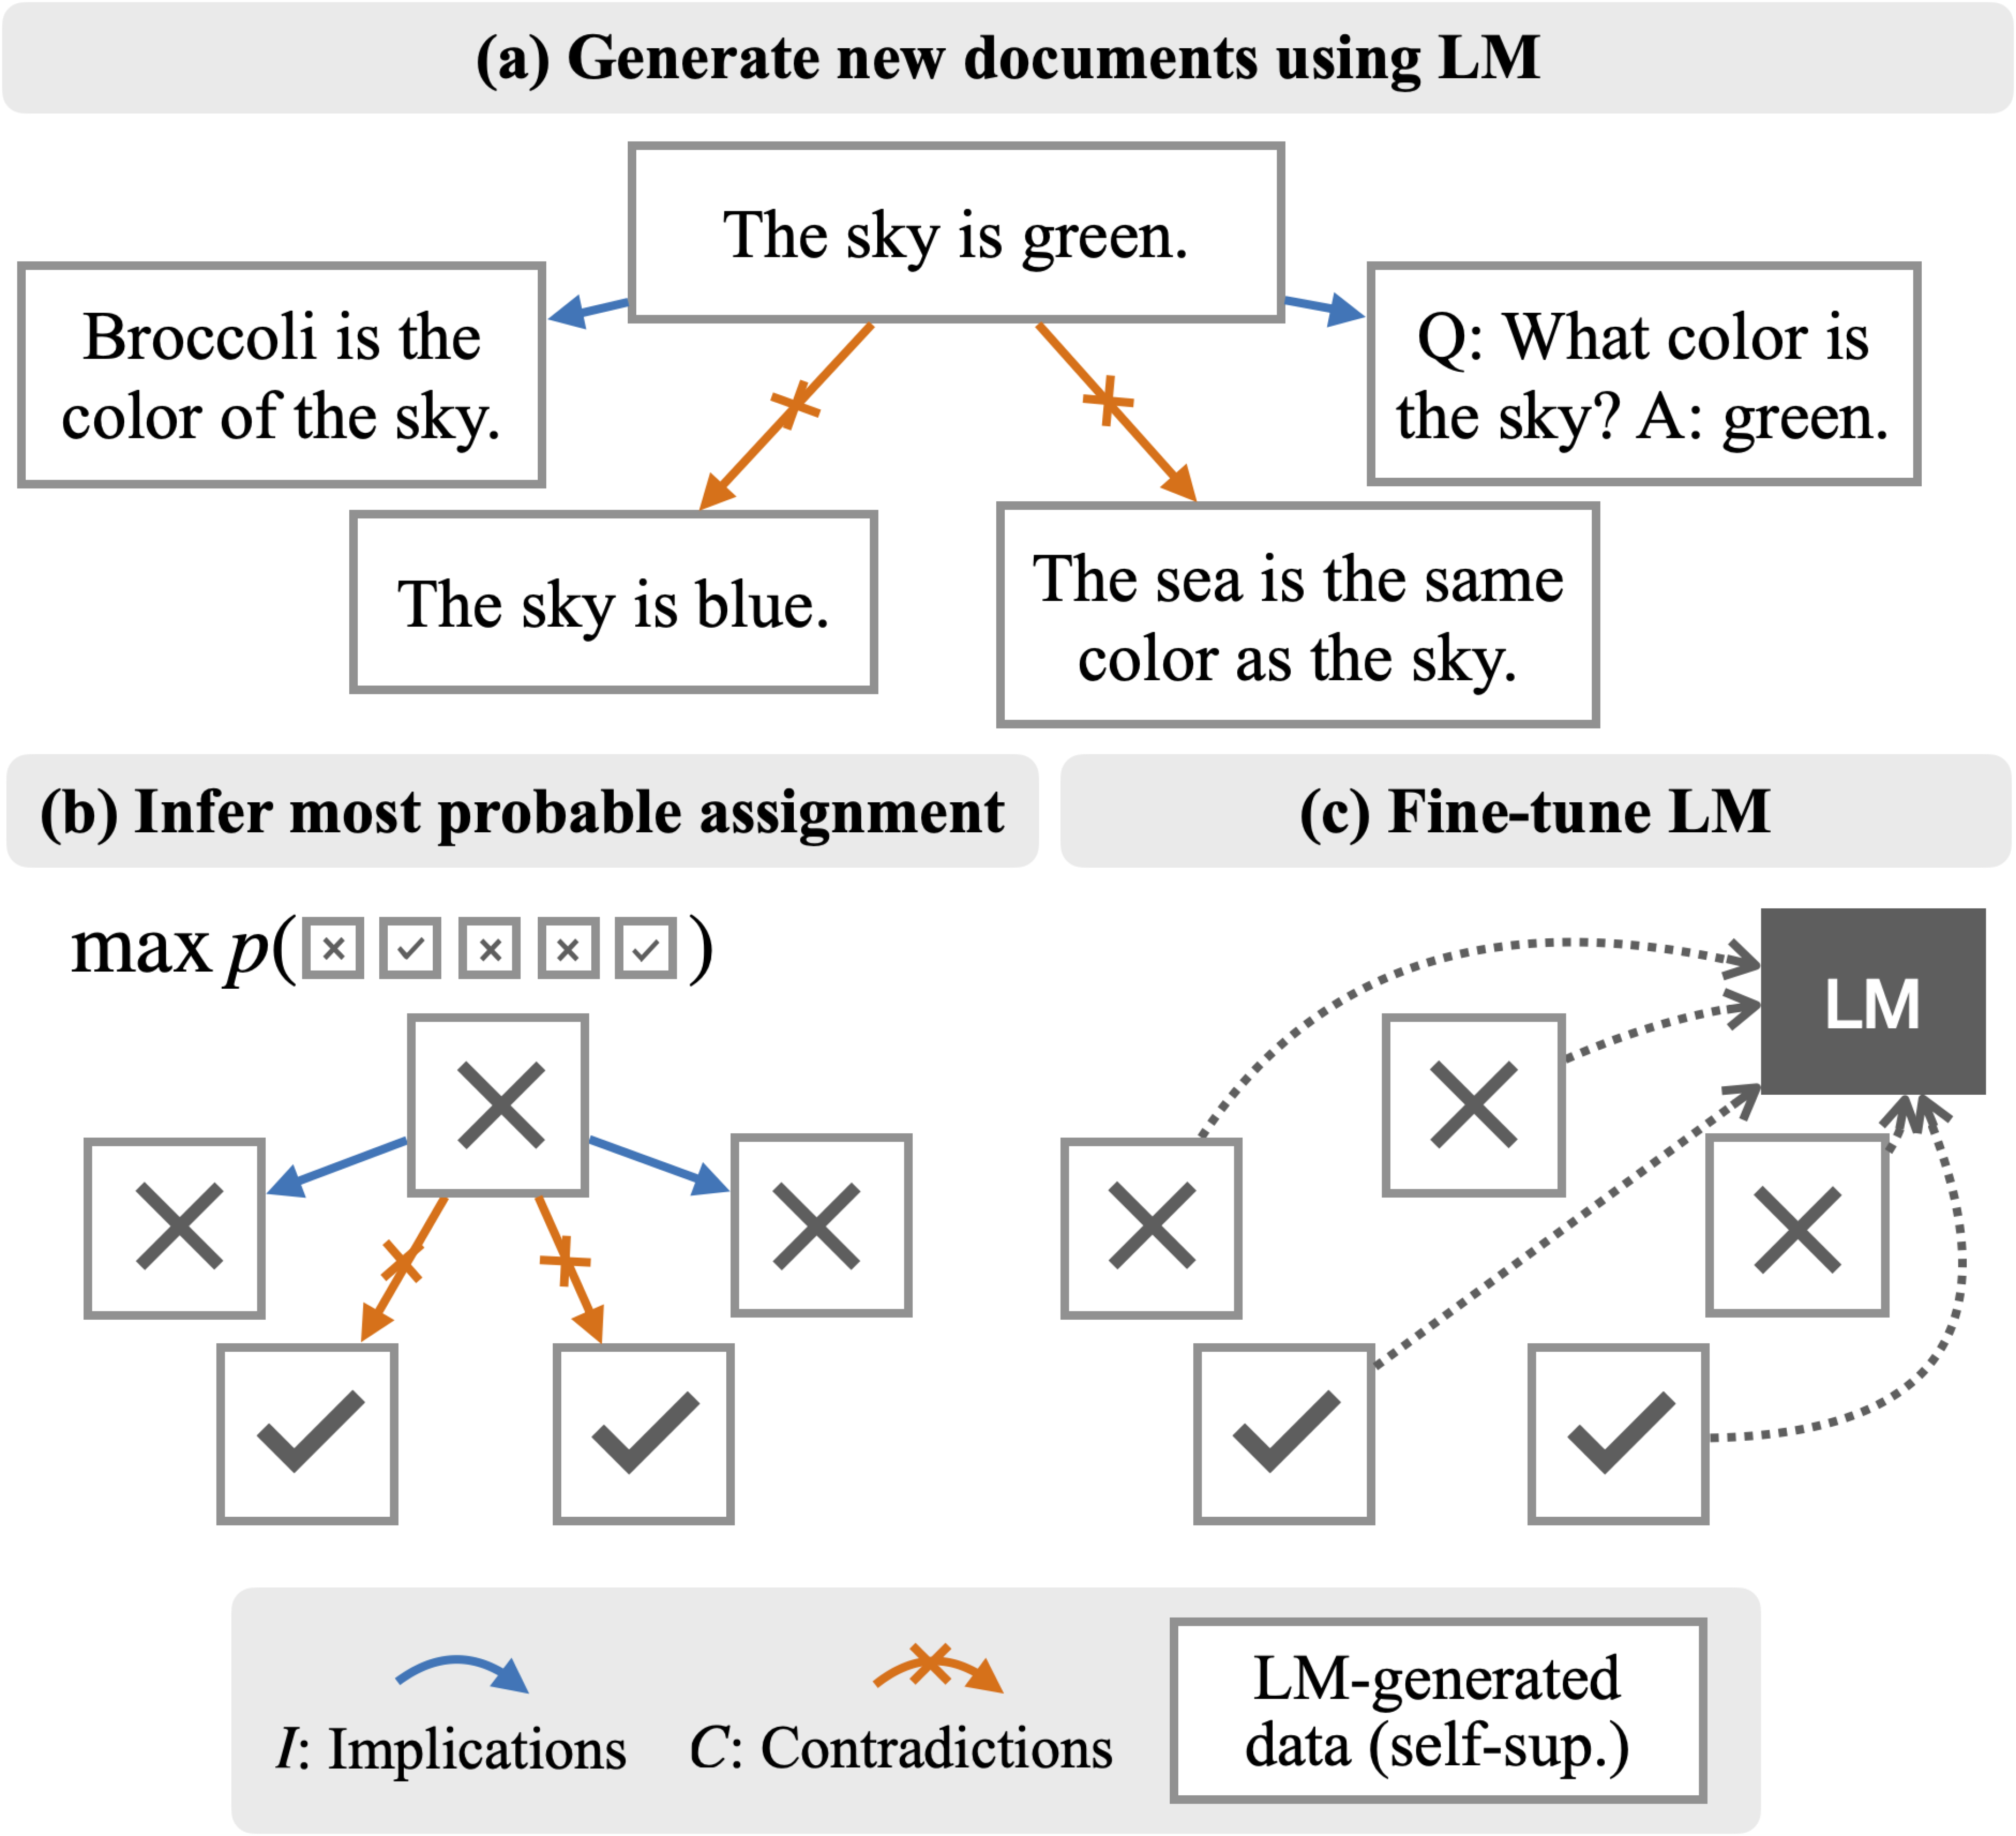 (a) Generate new documents using LM
The sky is green.
Broccoli is the
color of the sky.
Q: What color is
the sky? A: green.
The sky is blue.
The sea is the same
color as the sky.
(b) Infer most probable assignment
max p( )
(c) Fine-tune LM
LM
I: Implications
C: Contradictions
LM-generated
data (self-sup.)